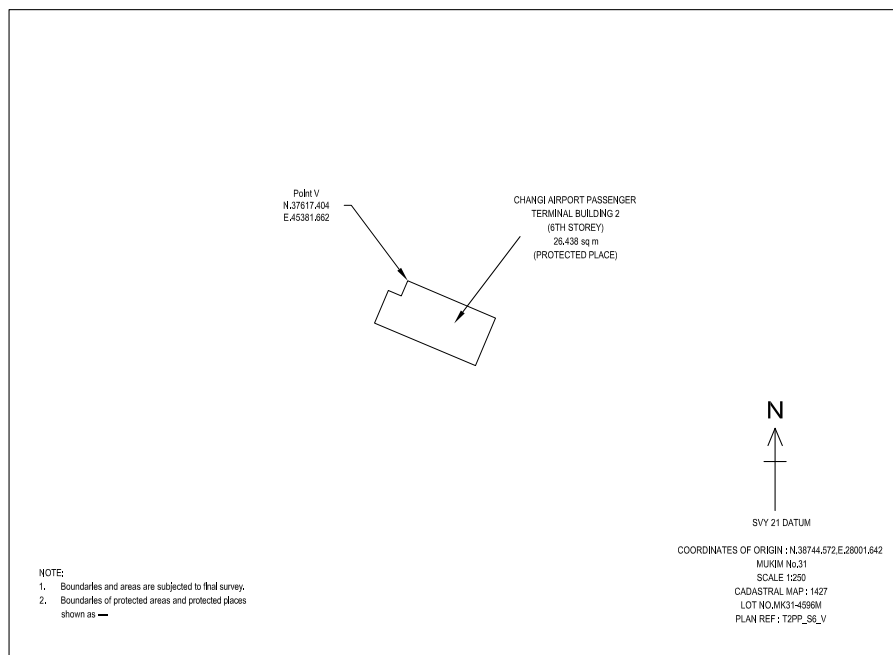 Point V
N.37617.404
E.45381.662
CHANGI AIRPORT PASSENGER
TERMINAL BUILDING 2
(6TH STOREY)
26.438 sq m
(PROTECTED PLACE)
N
SVY 21 DATUM
COORDINATES OF ORIGIN : N.38744.572,E.28001.642
MUKIM No.31
SCALE 1:250
CADASTRAL MAP : 1427
LOT NO.MK31-4596M
PLAN REF : T2PP_S6_V
NOTE:
1. Boundaries and areas are subjected to final survey.
2. Boundaries of protected areas and protected places
shown as —